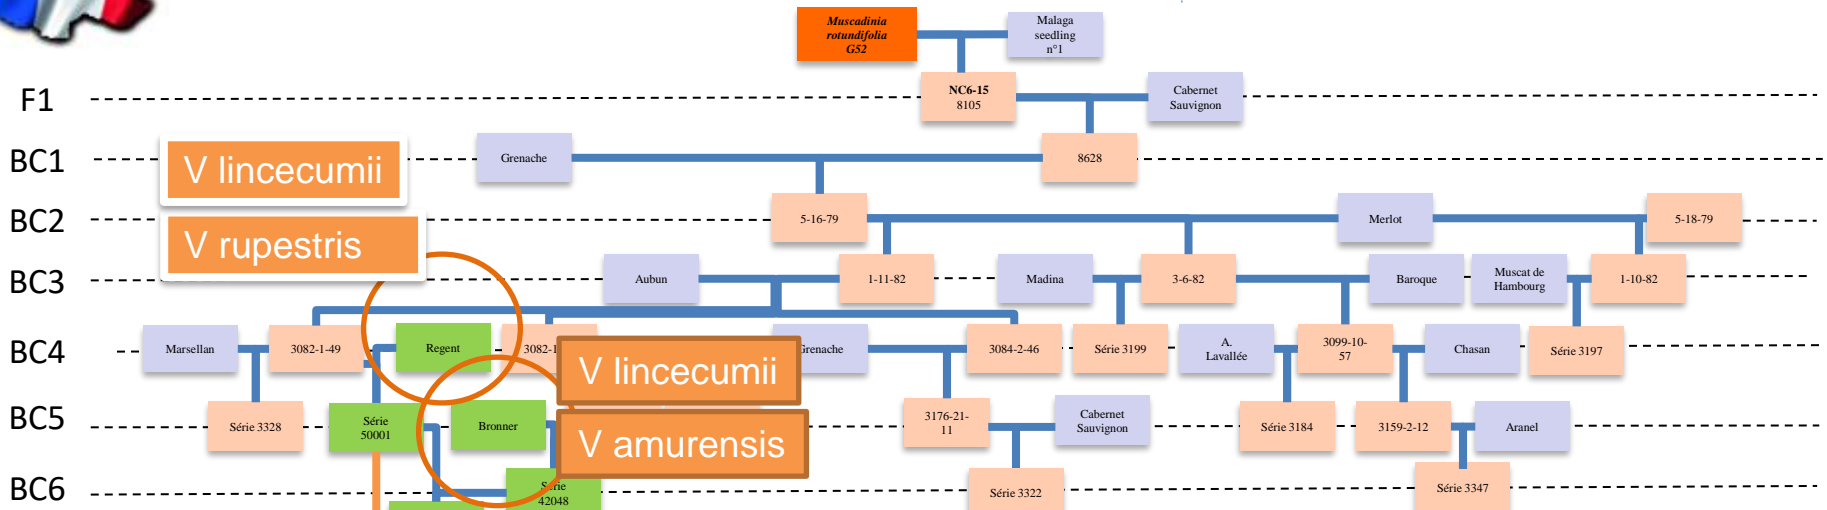 Muscadinia
rotundifolia
G52
Malaga
seedling
n°1
F1
NC6-15
8105
Cabernet
Sauvignon
BC1
V lincecumii
Grenache
8628
BC2
V rupestris
5-16-79
Merlot
5-18-79
BC3
Aubun
1-11-82
Madina
3-6-82
Baroque
Muscat de
Hambourg
1-10-82
BC4
Marsellan
3082-1-49
Regent
3082-1
V lincecumii
Grenache
3084-2-46
Série 3199
A.
Lavallée
3099-10-
57
Chasan
Série 3197
BC5
Série 3328
Série
50001
Bronner
V amurensis
3176-21-
11
Cabernet
Sauvignon
Série 3184
3159-2-12
Aranel
BC6
Série
42048
Série 3322
Série 3347